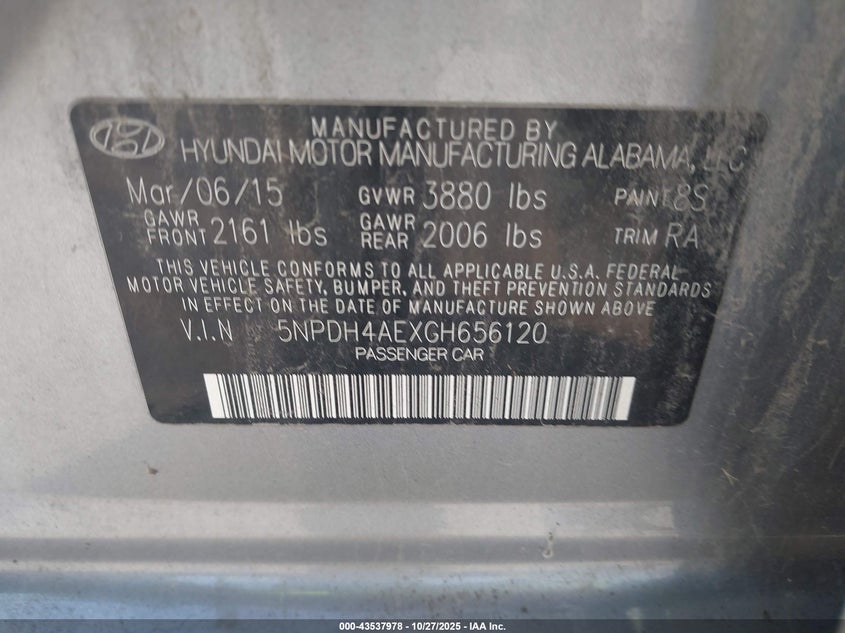 MANUFACTURED BY
HYUNDAI MOTOR MANUFACTURING ALABAMA, LLC
Mar/06/15 GVWR 3880 lbs PAINT 8S
GAWR FRONT 2161 lbs GAWR REAR 2006 lbs TRIM RA
THIS VEHICLE CONFORMS TO ALL APPLICABLE U.S.A. FEDERAL
MOTOR VEHICLE SAFETY, BUMPER, AND THEFT PREVENTION STANDARDS
IN EFFECT ON THE DATE OF MANUFACTURE SHOWN ABOVE
V.I.N 5NPDH4AEXGH656120
PASSENGER CAR
000-43537978 - 10/27/2025 - IAA Inc.